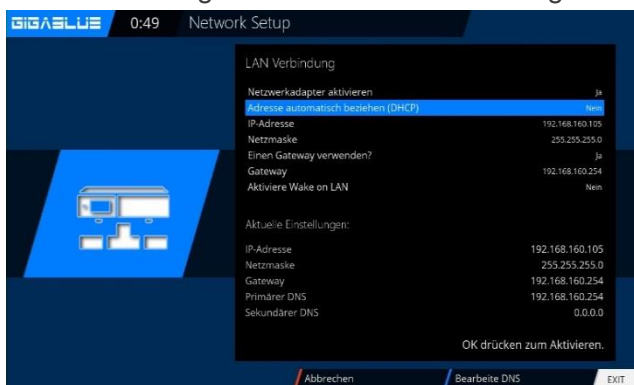 GIGABLUE 0:49 Network Setup
LAN Verbindung
Netzwerkadapter aktivieren Ja
Adresse automatisch beziehen (DHCP) Nein
IP-Adresse 192.168.160.105
Netzmaske 255.255.255.0
Einen Gateway verwenden? Ja
Gateway 192.168.160.254
Aktiviere Wake on LAN Nein
Aktuelle Einstellungen:
IP-Adresse 192.168.160.105
Netzmaske 255.255.255.0
Gateway 192.168.160.254
Primärer DNS 192.168.160.254
Sekundärer DNS 0.0.0.0
OK drücken zum Aktivieren.
Abbrechen Bearbeite DNS EXIT